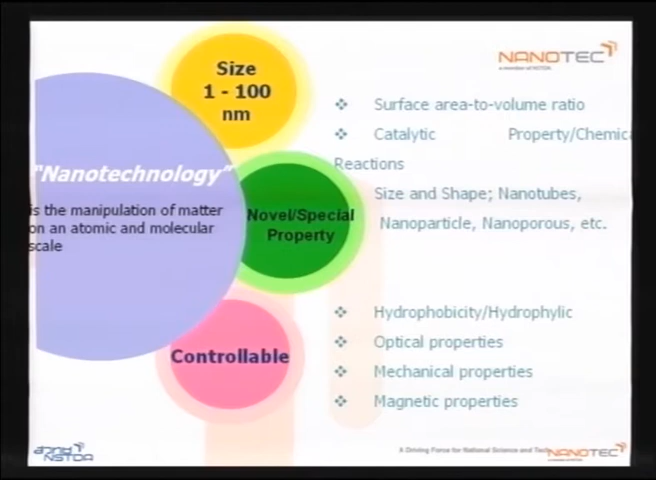 Size
1 - 100
nm
NANOTEC
a member of NSTDA
"Nanotechnology"
is the manipulation of matter
on an atomic and molecular
scale
Novel/Special
Property
Controllable
❖ Surface area-to-volume ratio
❖ Catalytic Property/Chemica
Reactions
Size and Shape; Nanotubes,
Nanoparticle, Nanoporous, etc.
❖ Hydrophobicity/Hydrophylic
❖ Optical properties
❖ Mechanical properties
❖ Magnetic properties
NSTDA
A Driving Force for National Science and Tech
NANOTEC